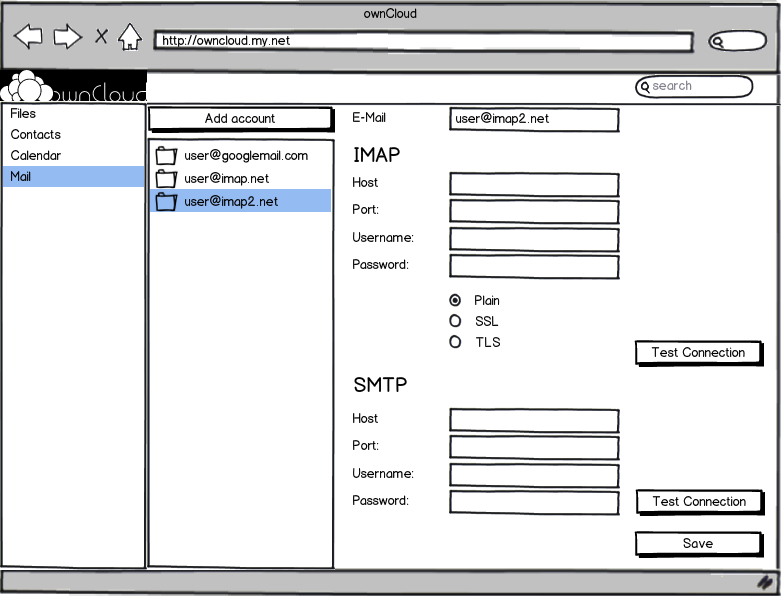 ownCloud
http://owncloud.my.net
ownCloud
search
Files
Contacts
Calendar
Mail
Add account
user@googlemail.com
user@imap.net
user@imap2.net
E-Mail
user@imap2.net
IMAP
Host
Port:
Username:
Password:
Plain
SSL
TLS
Test Connection
SMTP
Host
Port:
Username:
Password:
Test Connection
Save